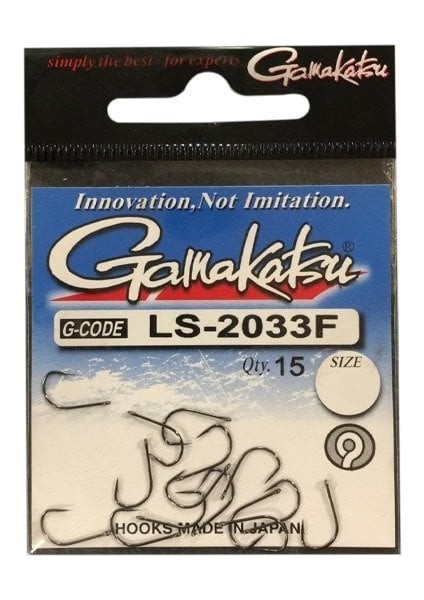 simply the best for experts Gamakatsu
Innovation,Not Imitation.
Gamakatsu®
G-CODE LS-2033F
Qty. 15 SIZE
HOOKS MADE IN JAPAN